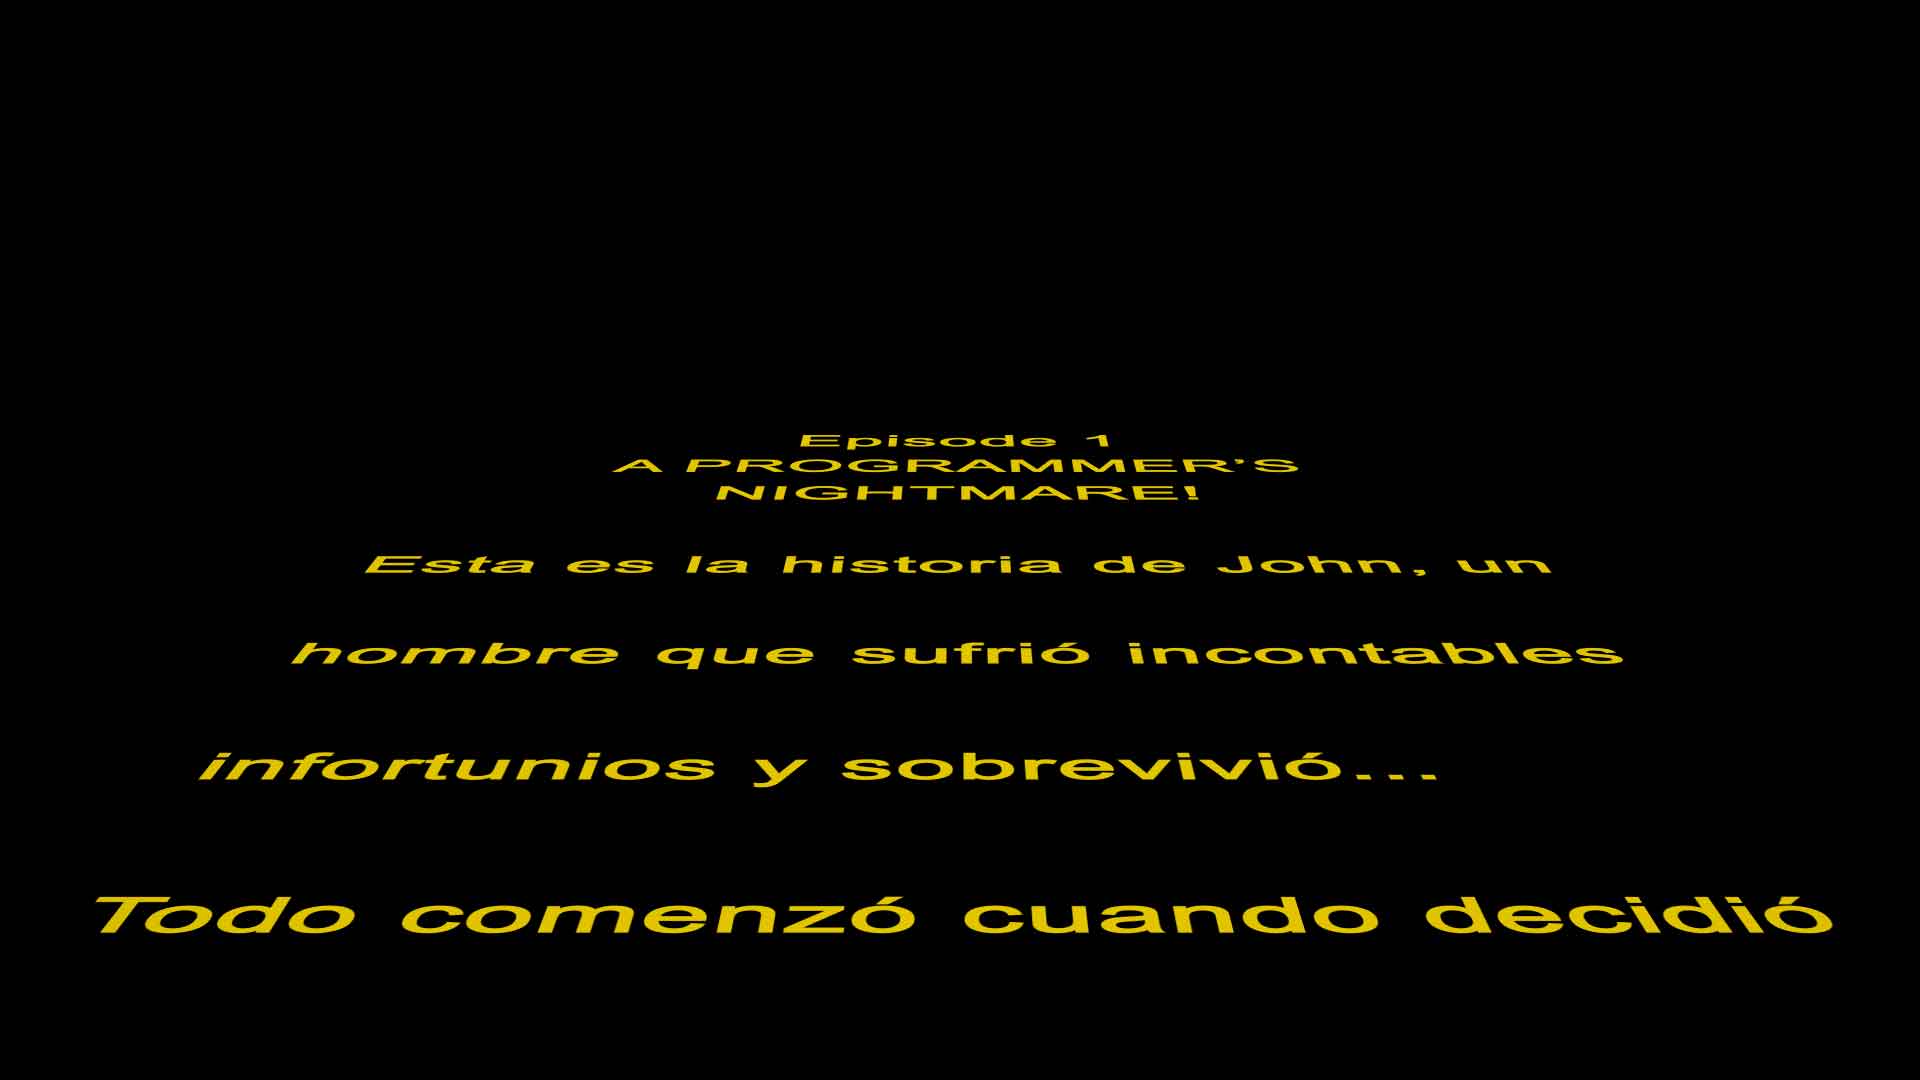 Episode 1
A PROGRAMMER’S
NIGHTMARE!
Esta es la historia de John, un
hombre que sufrió incontables
infortunios y sobrevivió...
Todo comenzó cuando decidió